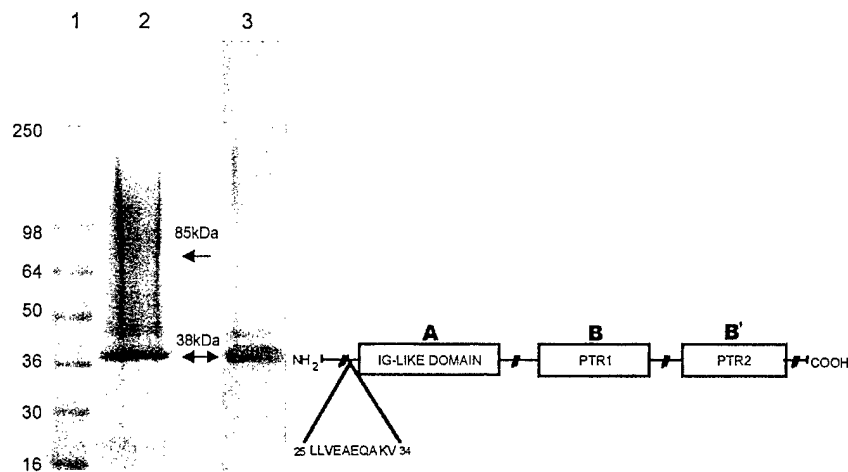 1 2 3
250
98
64
50
36
30
16
85kDa
38kDa
NH2
A
IG-LIKE DOMAIN
B
PTR1
B'
PTR2
COOH
25 LLVEAEQAKV 34